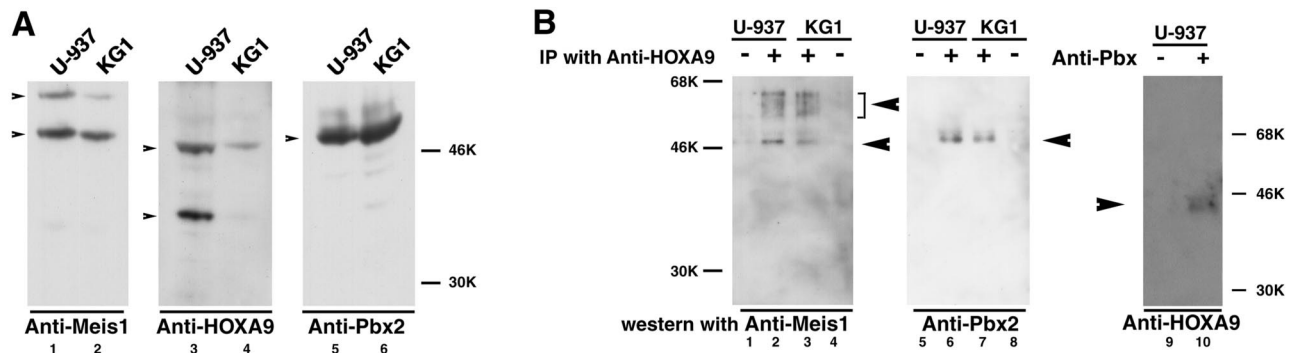 A
B
U-937 KG1
U-937 KG1
U-937 KG1
46K
30K
Anti-Meis1
Anti-HOXA9
Anti-Pbx2
1 2
3 4
5 6
U-937 KG1
U-937 KG1
U-937
IP with Anti-HOXA9 - + + -
- + + -
Anti-Pbx - +
68K
46K
30K
68K
46K
30K
western with Anti-Meis1
Anti-Pbx2
Anti-HOXA9
1 2 3 4
5 6 7 8
9 10